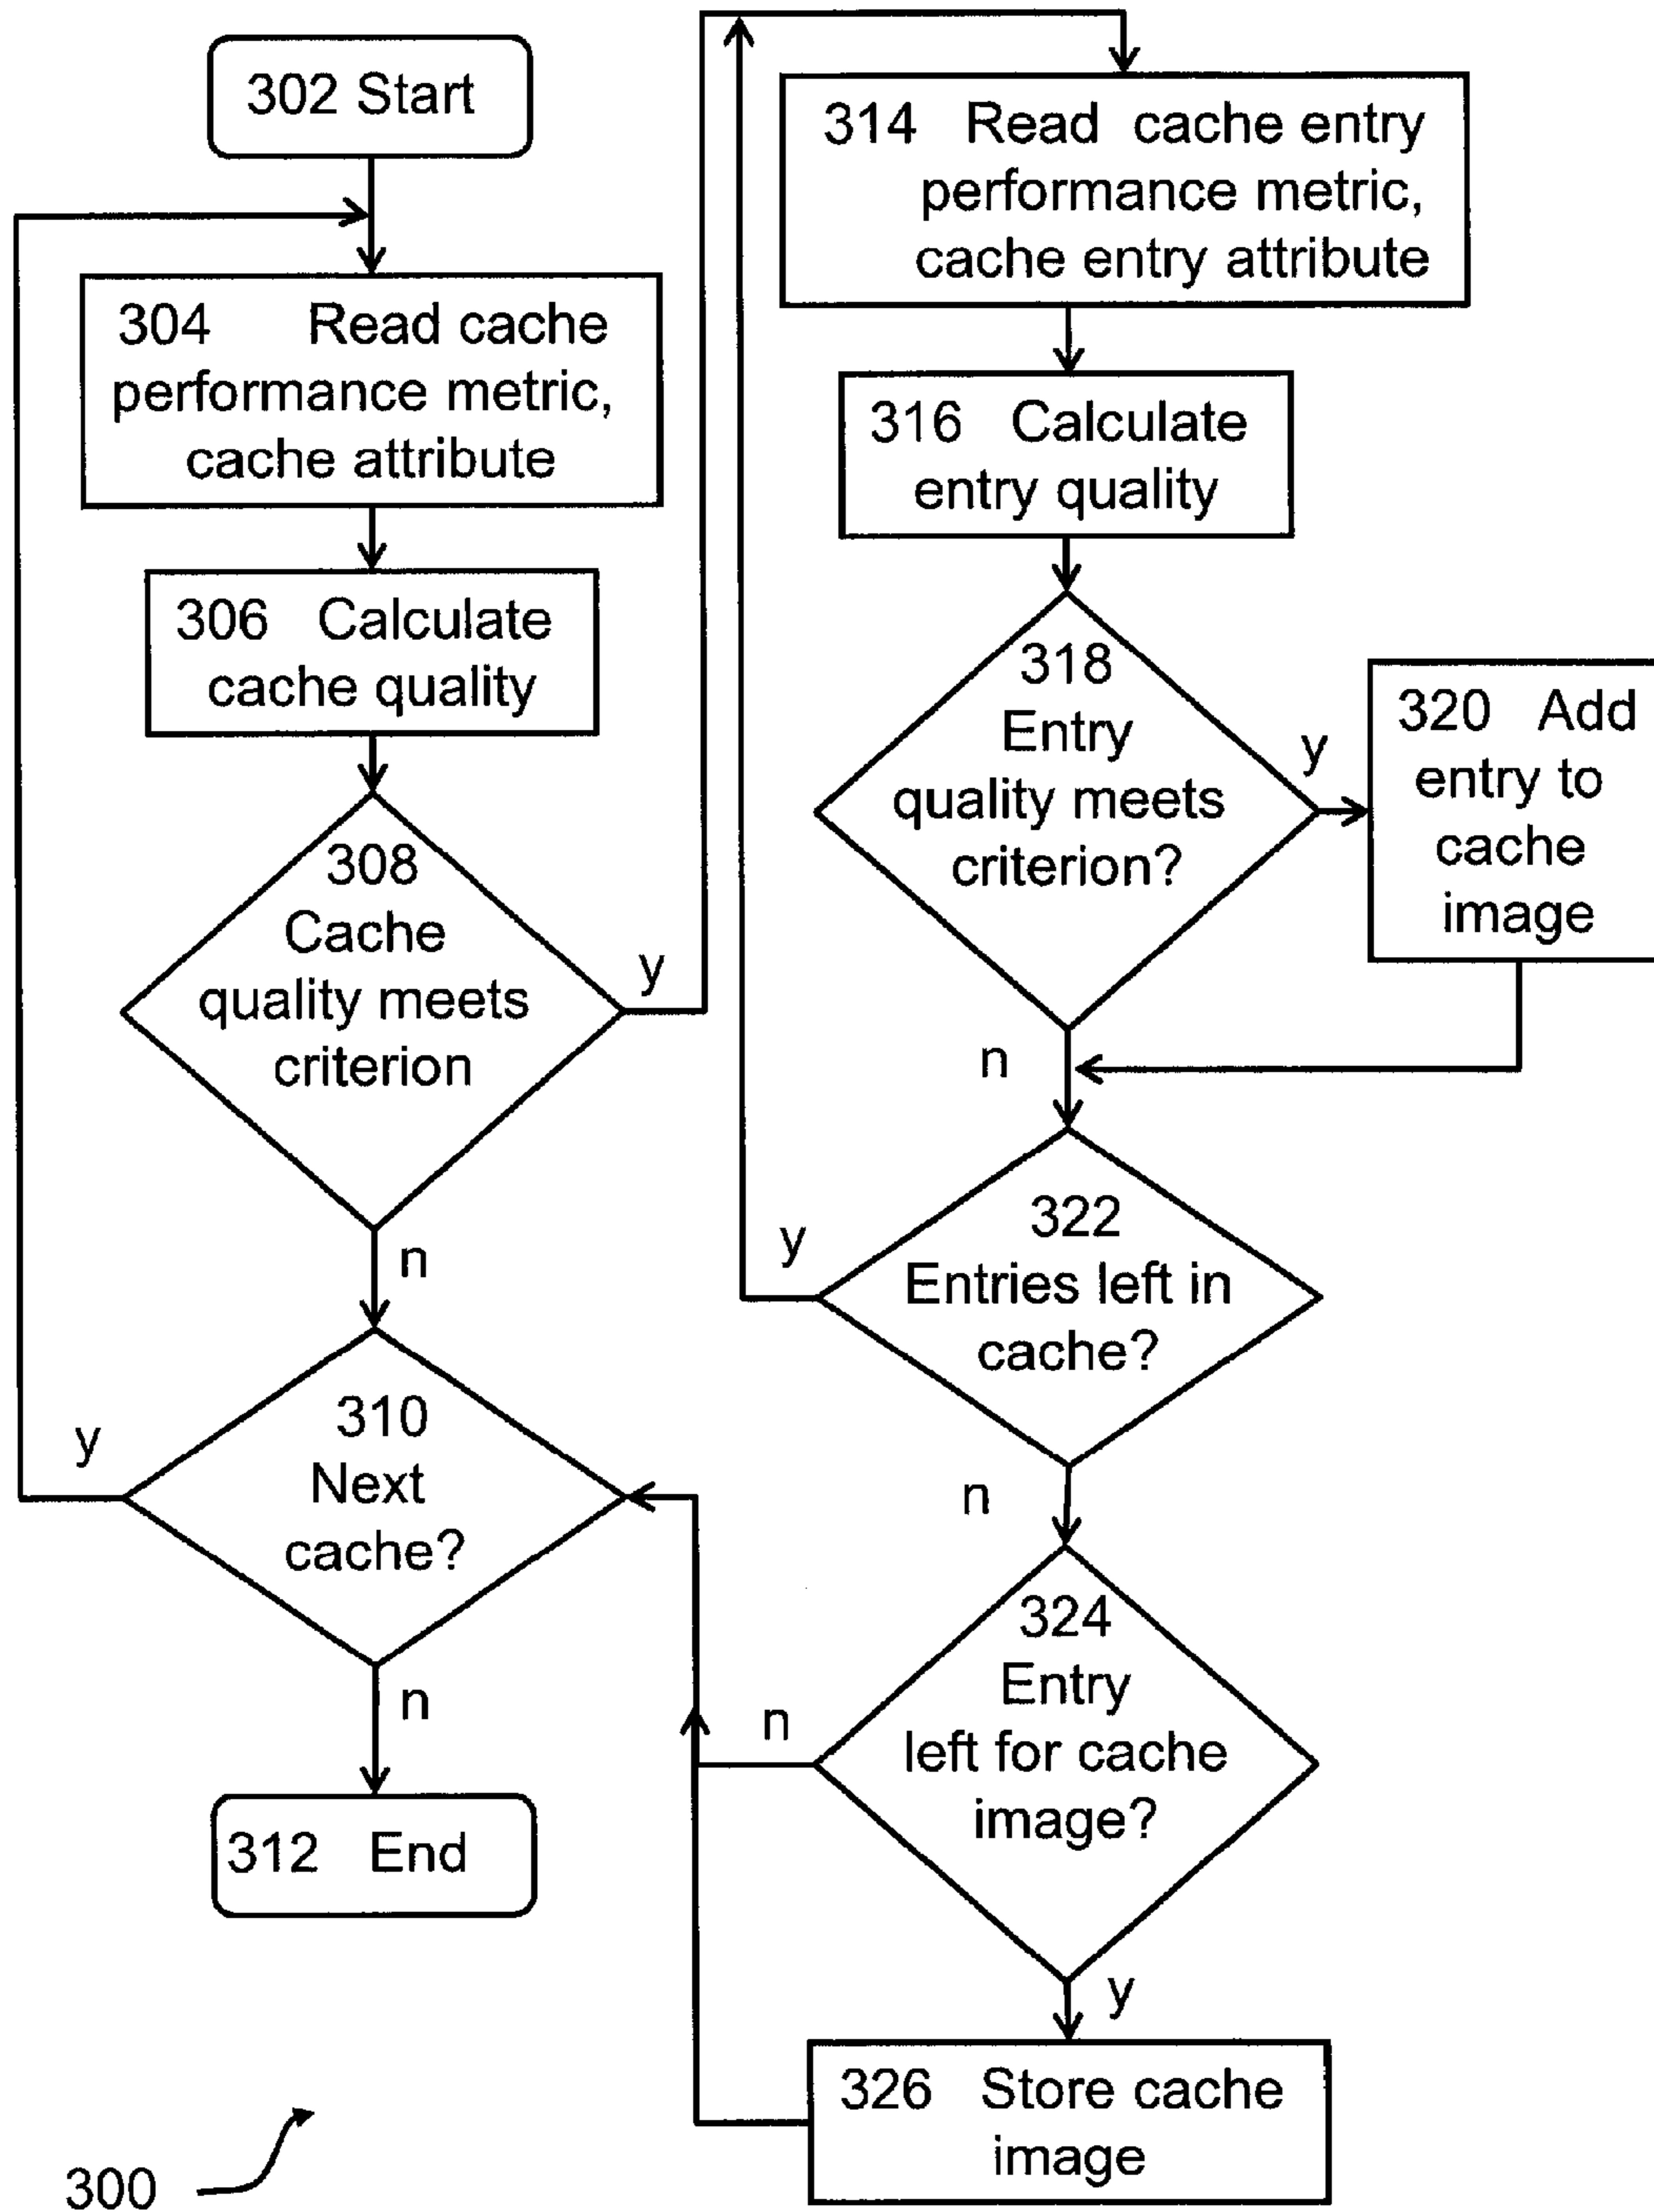 302 Start
304 Read cache
performance metric,
cache attribute
306 Calculate
cache quality
308
Cache
quality meets
criterion
y
n
310
Next
cache?
y
n
312 End
314 Read cache entry
performance metric,
cache entry attribute
316 Calculate
entry quality
318
Entry
quality meets
criterion?
y
n
320 Add
entry to
cache
image
322
Entries left in
cache?
y
n
324
Entry
left for cache
image?
n
y
326 Store cache
image
300